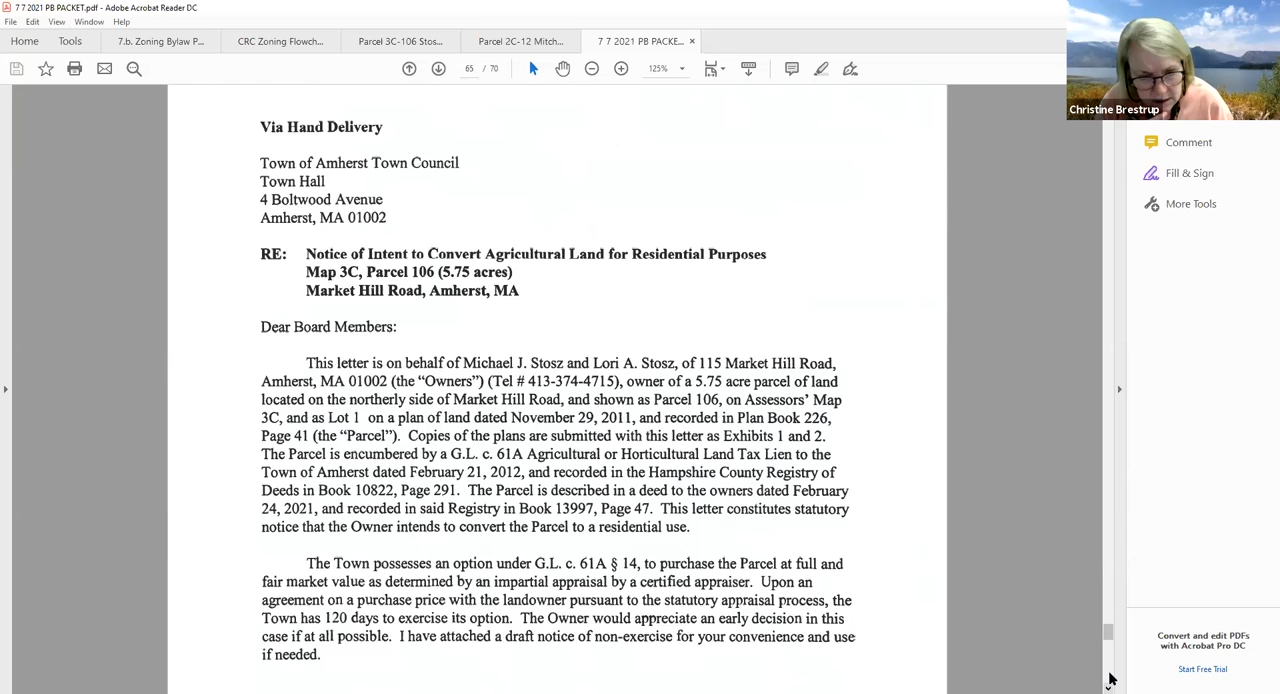 7 7 2021 PB PACKET.pdf - Adobe Acrobat Reader DC
File Edit View Window Help
Home Tools 7.b. Zoning Bylaw P... CRC Zoning Flowch... Parcel 3C-106 Stos... Parcel 2C-12 Mitch... 7 7 2021 PB PACKE... ×
65 / 70 125%
Christine Brestrup
Via Hand Delivery
Town of Amherst Town Council
Town Hall
4 Boltwood Avenue
Amherst, MA 01002
RE: Notice of Intent to Convert Agricultural Land for Residential Purposes
Map 3C, Parcel 106 (5.75 acres)
Market Hill Road, Amherst, MA
Dear Board Members:
This letter is on behalf of Michael J. Stosz and Lori A. Stosz, of 115 Market Hill Road,
Amherst, MA 01002 (the “Owners”) (Tel # 413-374-4715), owner of a 5.75 acre parcel of land
located on the northerly side of Market Hill Road, and shown as Parcel 106, on Assessors’ Map
3C, and as Lot 1 on a plan of land dated November 29, 2011, and recorded in Plan Book 226,
Page 41 (the “Parcel”). Copies of the plans are submitted with this letter as Exhibits 1 and 2.
The Parcel is encumbered by a G.L. c. 61A Agricultural or Horticultural Land Tax Lien to the
Town of Amherst dated February 21, 2012, and recorded in the Hampshire County Registry of
Deeds in Book 10822, Page 291. The Parcel is described in a deed to the owners dated February
24, 2021, and recorded in said Registry in Book 13997, Page 47. This letter constitutes statutory
notice that the Owner intends to convert the Parcel to a residential use.
The Town possesses an option under G.L. c. 61A § 14, to purchase the Parcel at full and
fair market value as determined by an impartial appraisal by a certified appraiser. Upon an
agreement on a purchase price with the landowner pursuant to the statutory appraisal process, the
Town has 120 days to exercise its option. The Owner would appreciate an early decision in this
case if at all possible. I have attached a draft notice of non-exercise for your convenience and use
if needed.
Comment
Fill & Sign
More Tools
Convert and edit PDFs
with Acrobat Pro DC
Start Free Trial